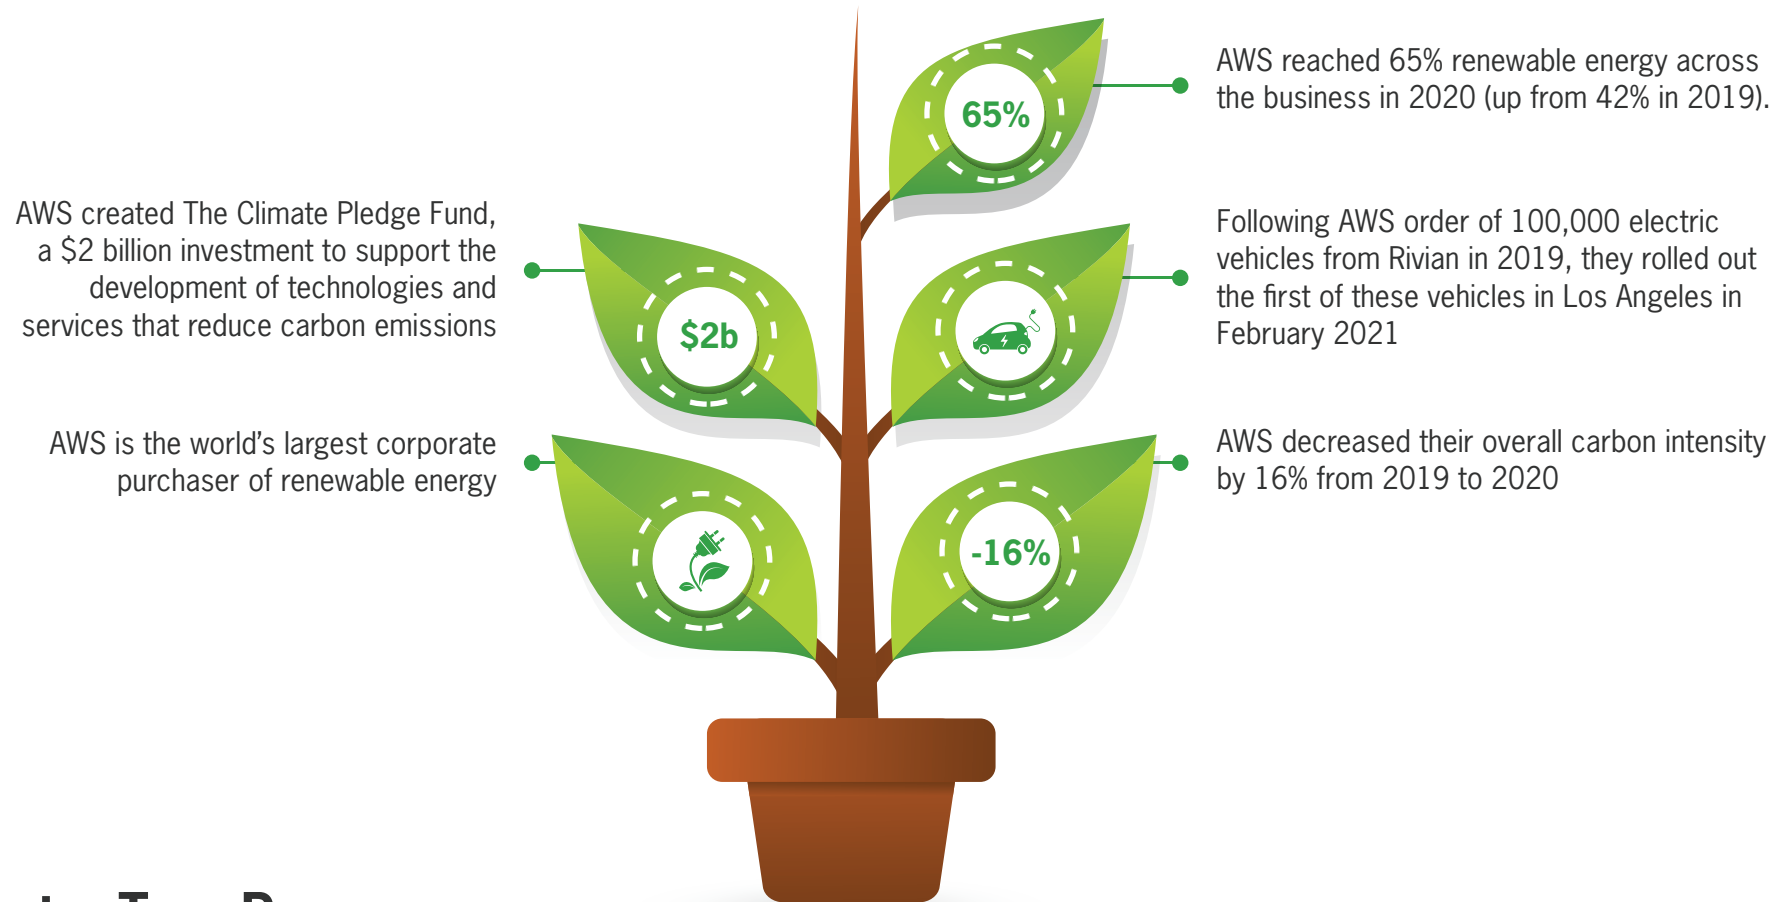 65%
AWS reached 65% renewable energy across
the business in 2020 (up from 42% in 2019).
AWS created The Climate Pledge Fund,
a $2 billion investment to support the
development of technologies and
services that reduce carbon emissions
$2b
Following AWS order of 100,000 electric
vehicles from Rivian in 2019, they rolled out
the first of these vehicles in Los Angeles in
February 2021
AWS is the world’s largest corporate
purchaser of renewable energy
-16%
AWS decreased their overall carbon intensity
by 16% from 2019 to 2020